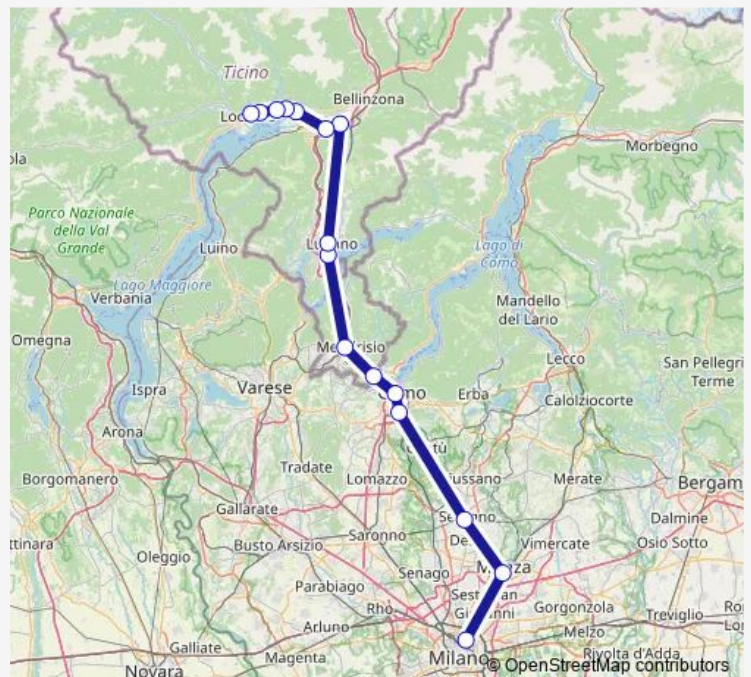 Ticino
Bellinzona
Morbegno
Parco Nazionale
della Val
Grande
Luino
Lago di
Como
Lago Maggiore
Verbania
Mandello
del Lario
Omegna
Lecco
San Pellegri
Terme
Ispra
Varese
Erba
Calolziocorte
Arona
Tradate
Borgomanero
Lomazzo
Merate
Bergam
Gallarate
Dalmine
Saronno
Busto Arsizio
Vimercate
Osio Sotto
Oleggio
Senago
Parabiago
Rho
Gorgonzola
Treviglio
Arluno
Melzo
Galliate
Magenta
Milano
Rivolta d'Adda
Novara
© OpenStreetMap contributors